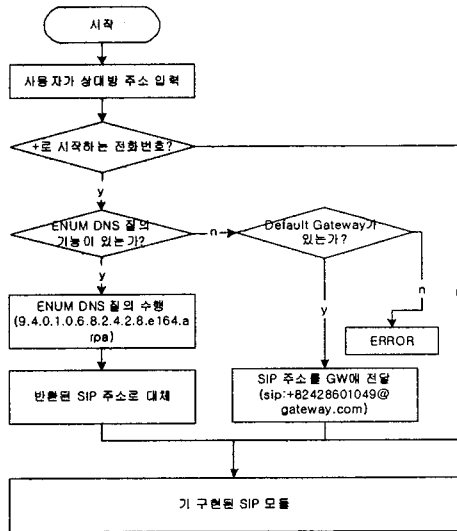 시작
사용자가 상대방 주소 입력
+로 시작하는 전화번호?
y
ENUM DNS 질의
기능이 있는가?
n
Default Gateway가
있는가?
y
n
n
y
ENUM DNS 질의 수행
(9.4.0.1.0.6.8.2.4.2.8.e164.a
rpa)
ERROR
반환된 SIP 주소로 대체
SIP 주소를 GW에 전달
(sip:+82428601049@
gateway.com)
기 구현된 SIP 모듈